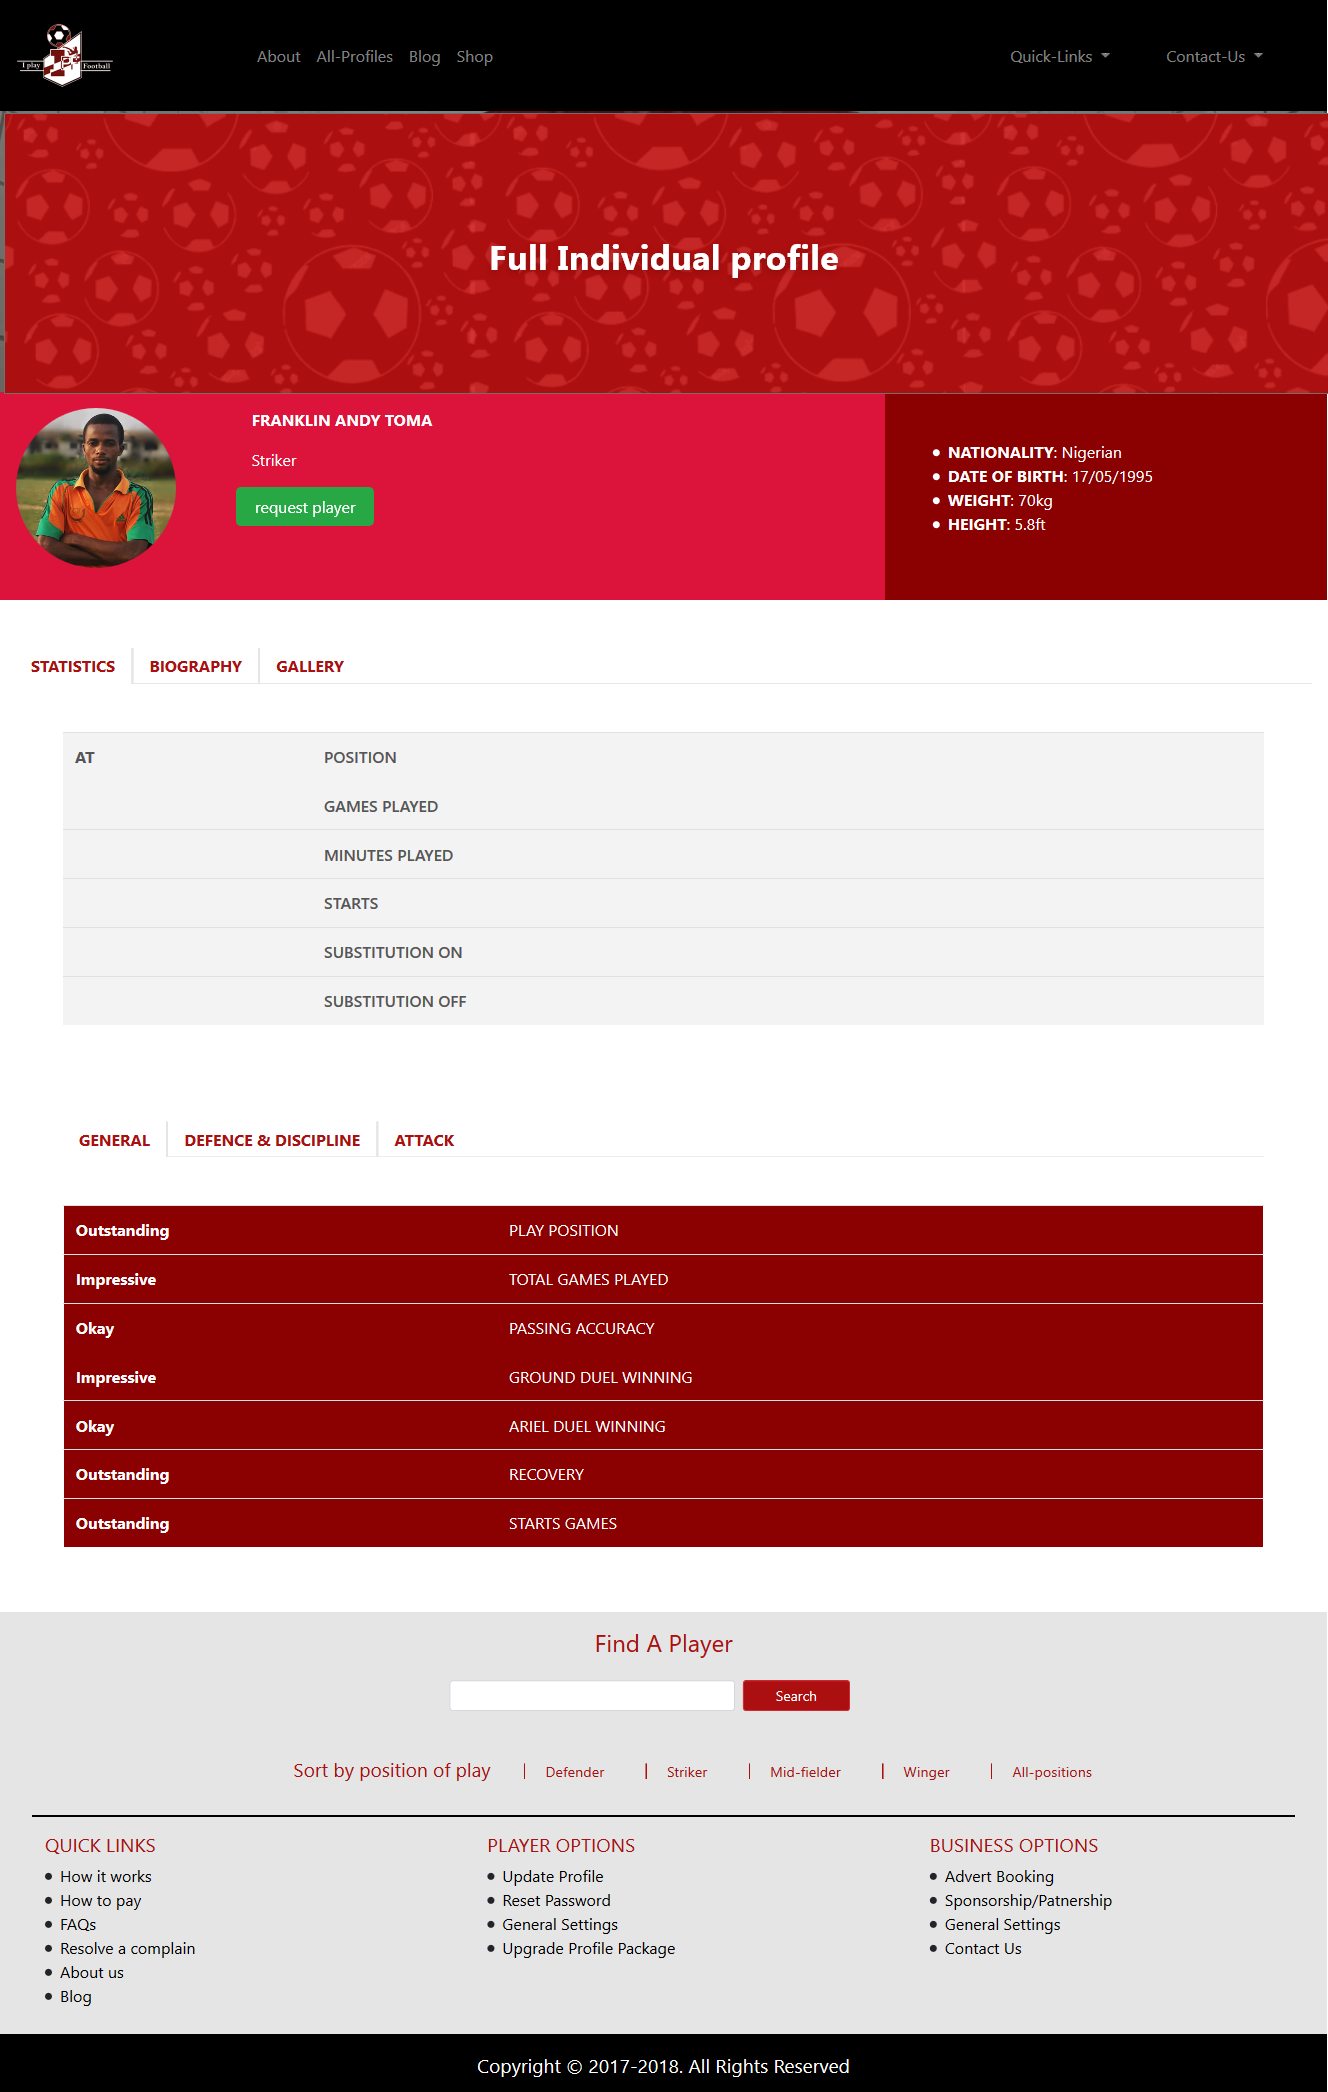 I play Football
About All-Profiles Blog Shop Quick-Links Contact-Us
Full Individual profile
FRANKLIN ANDY TOMA
Striker
request player
NATIONALITY: Nigerian
DATE OF BIRTH: 17/05/1995
WEIGHT: 70kg
HEIGHT: 5.8ft
STATISTICS BIOGRAPHY GALLERY
AT POSITION
GAMES PLAYED
MINUTES PLAYED
STARTS
SUBSTITUTION ON
SUBSTITUTION OFF
GENERAL DEFENCE & DISCIPLINE ATTACK
Outstanding PLAY POSITION
Impressive TOTAL GAMES PLAYED
Okay PASSING ACCURACY
Impressive GROUND DUEL WINNING
Okay ARIEL DUEL WINNING
Outstanding RECOVERY
Outstanding STARTS GAMES
Find A Player
Search
Sort by position of play | Defender | Striker | Mid-fielder | Winger | All-positions
QUICK LINKS
How it works
How to pay
FAQs
Resolve a complain
About us
Blog
PLAYER OPTIONS
Update Profile
Reset Password
General Settings
Upgrade Profile Package
BUSINESS OPTIONS
Advert Booking
Sponsorship/Patnership
General Settings
Contact Us
Copyright © 2017-2018. All Rights Reserved